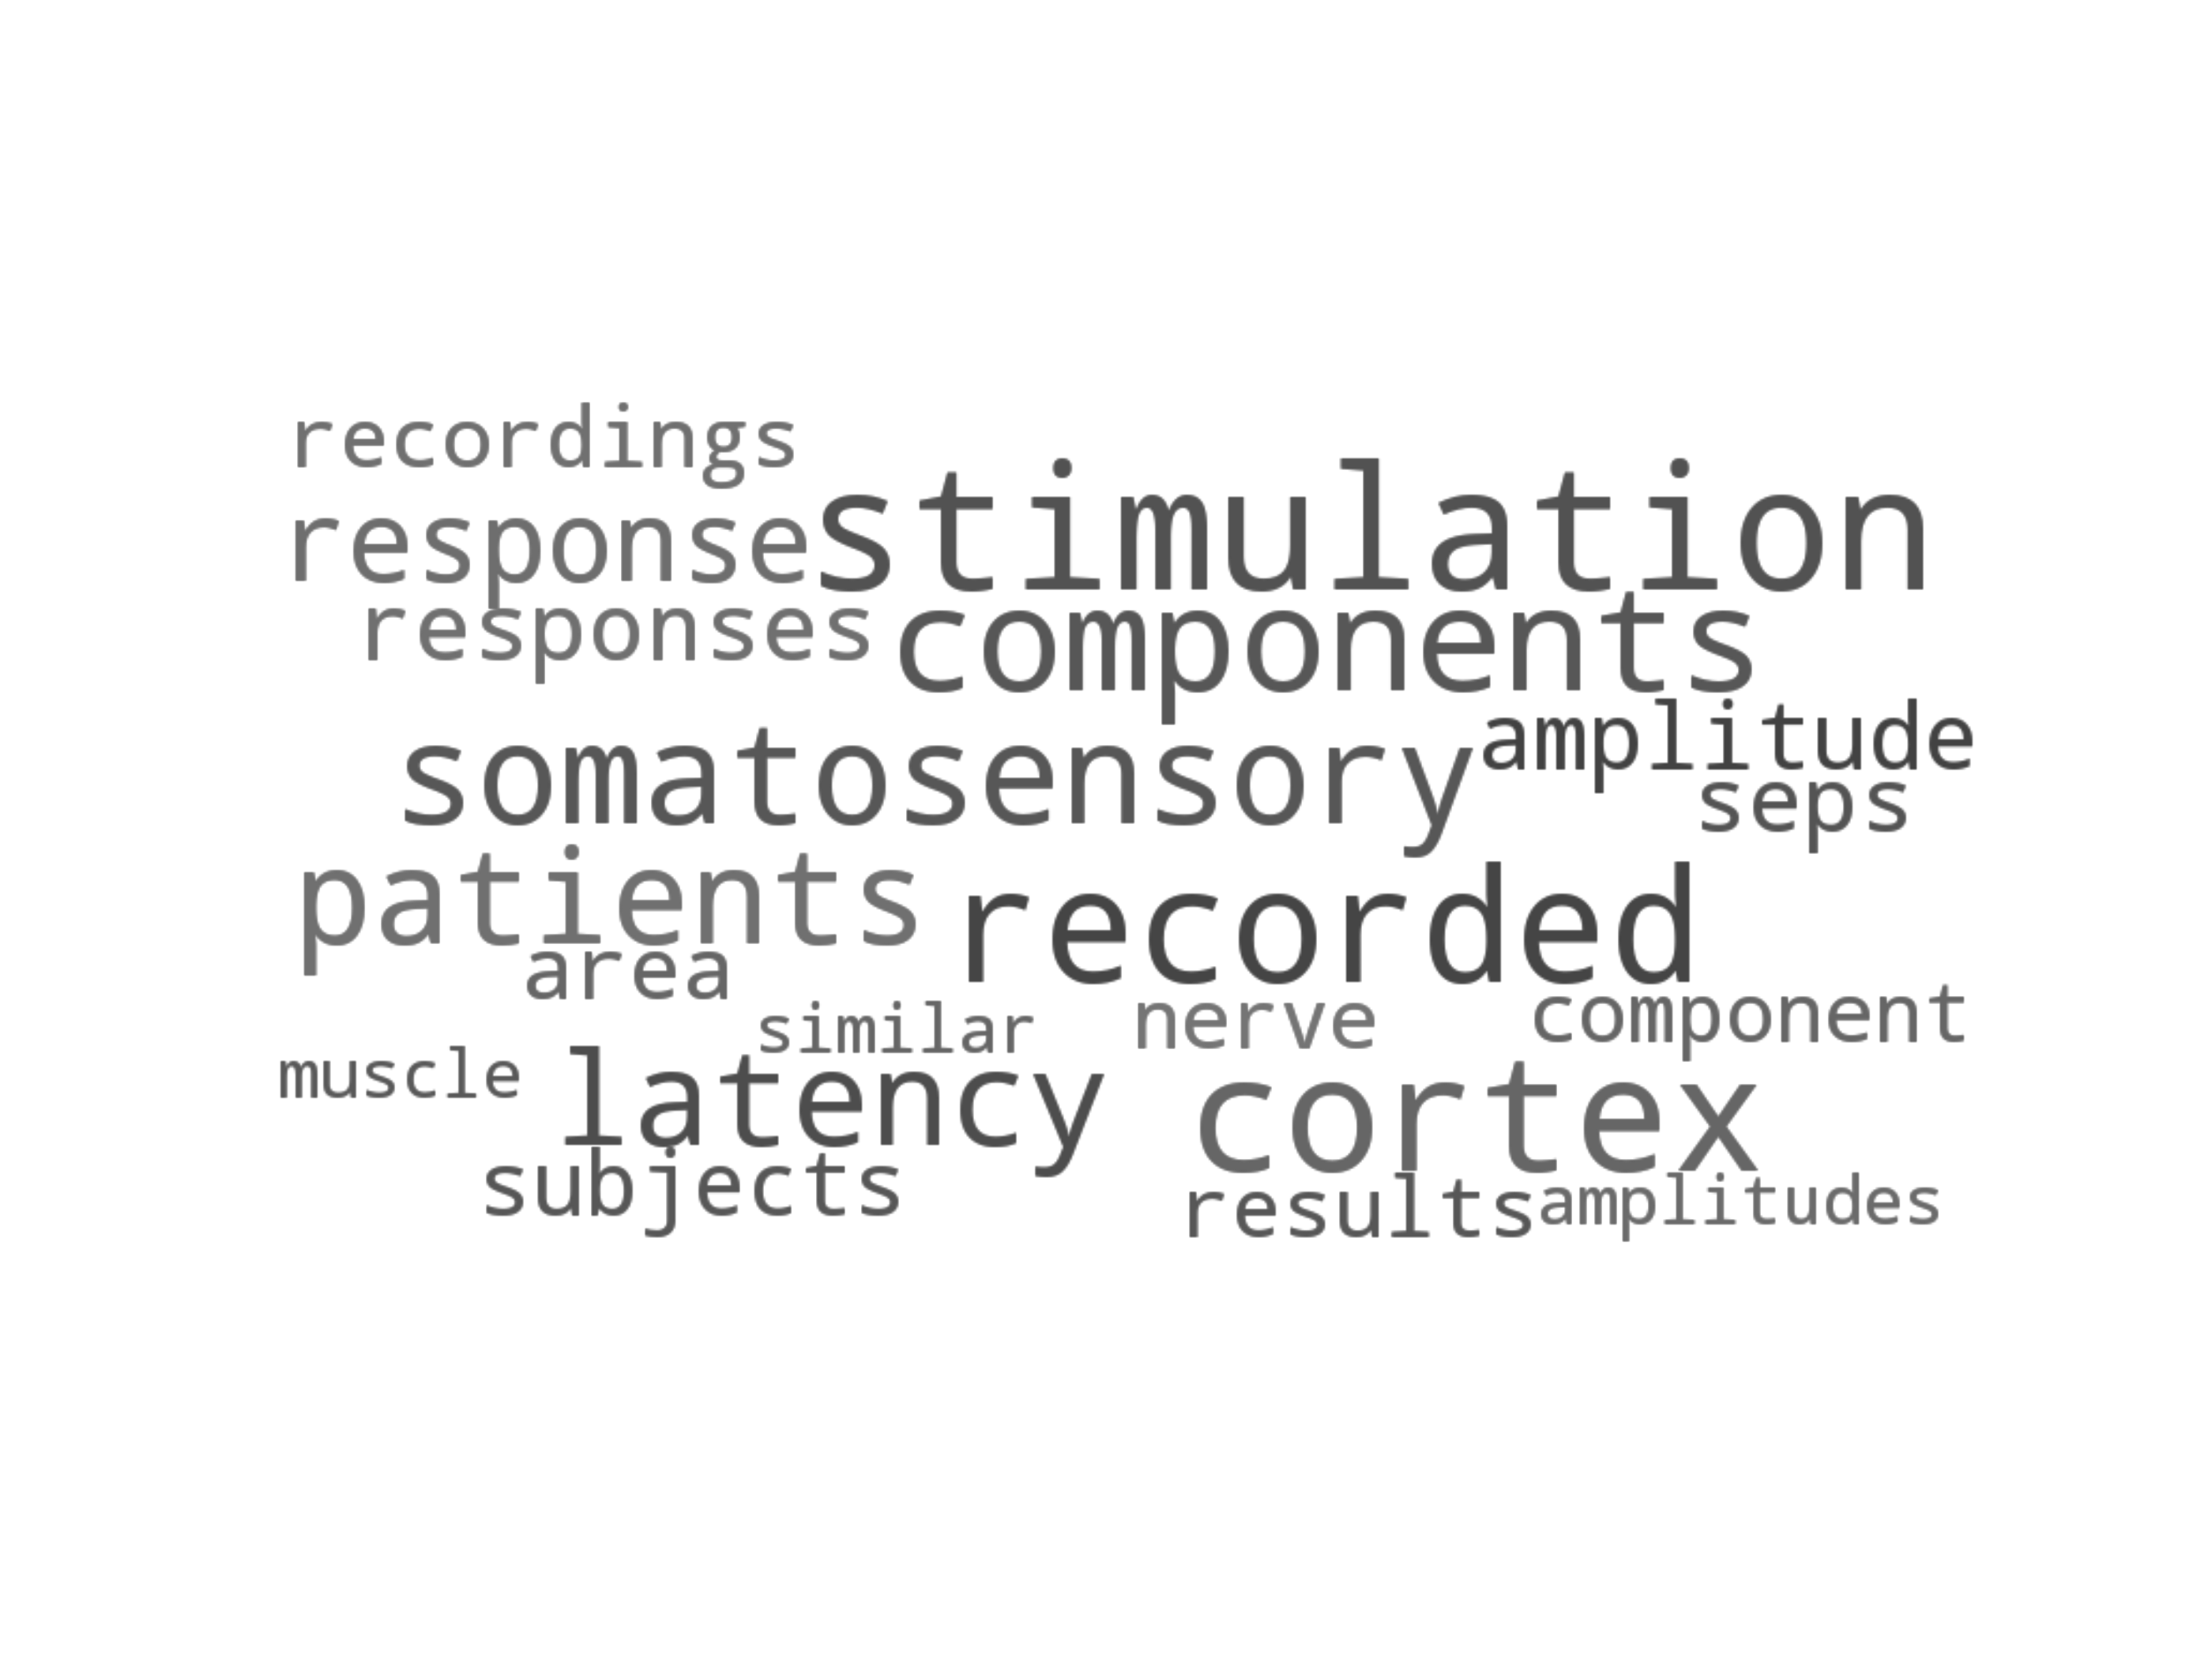 recordings
response stimulation
responses components
somatosensory amplitude
seps
patients recorded
area
similar nerve component
muscle latency cortex
subjects results amplitudes